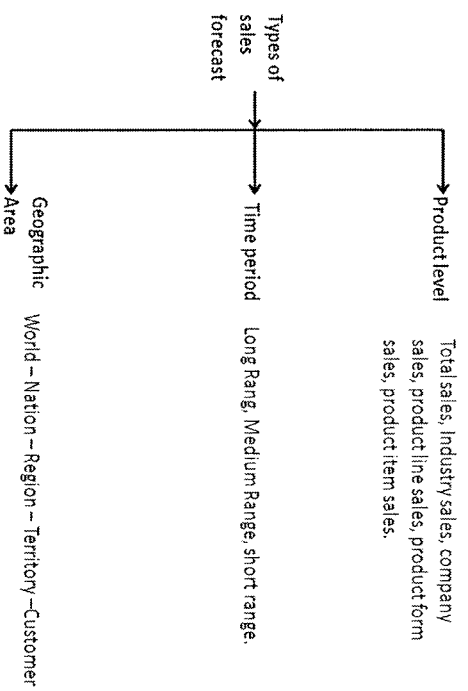 Types of
sales
forecast
Product level
Total sales, Industry sales, company
sales, product line sales, product form
sales, product item sales.
Time period
Long Rang, Medium Range, short range.
Geographic
Area
World – Nation – Region – Territory –Customer